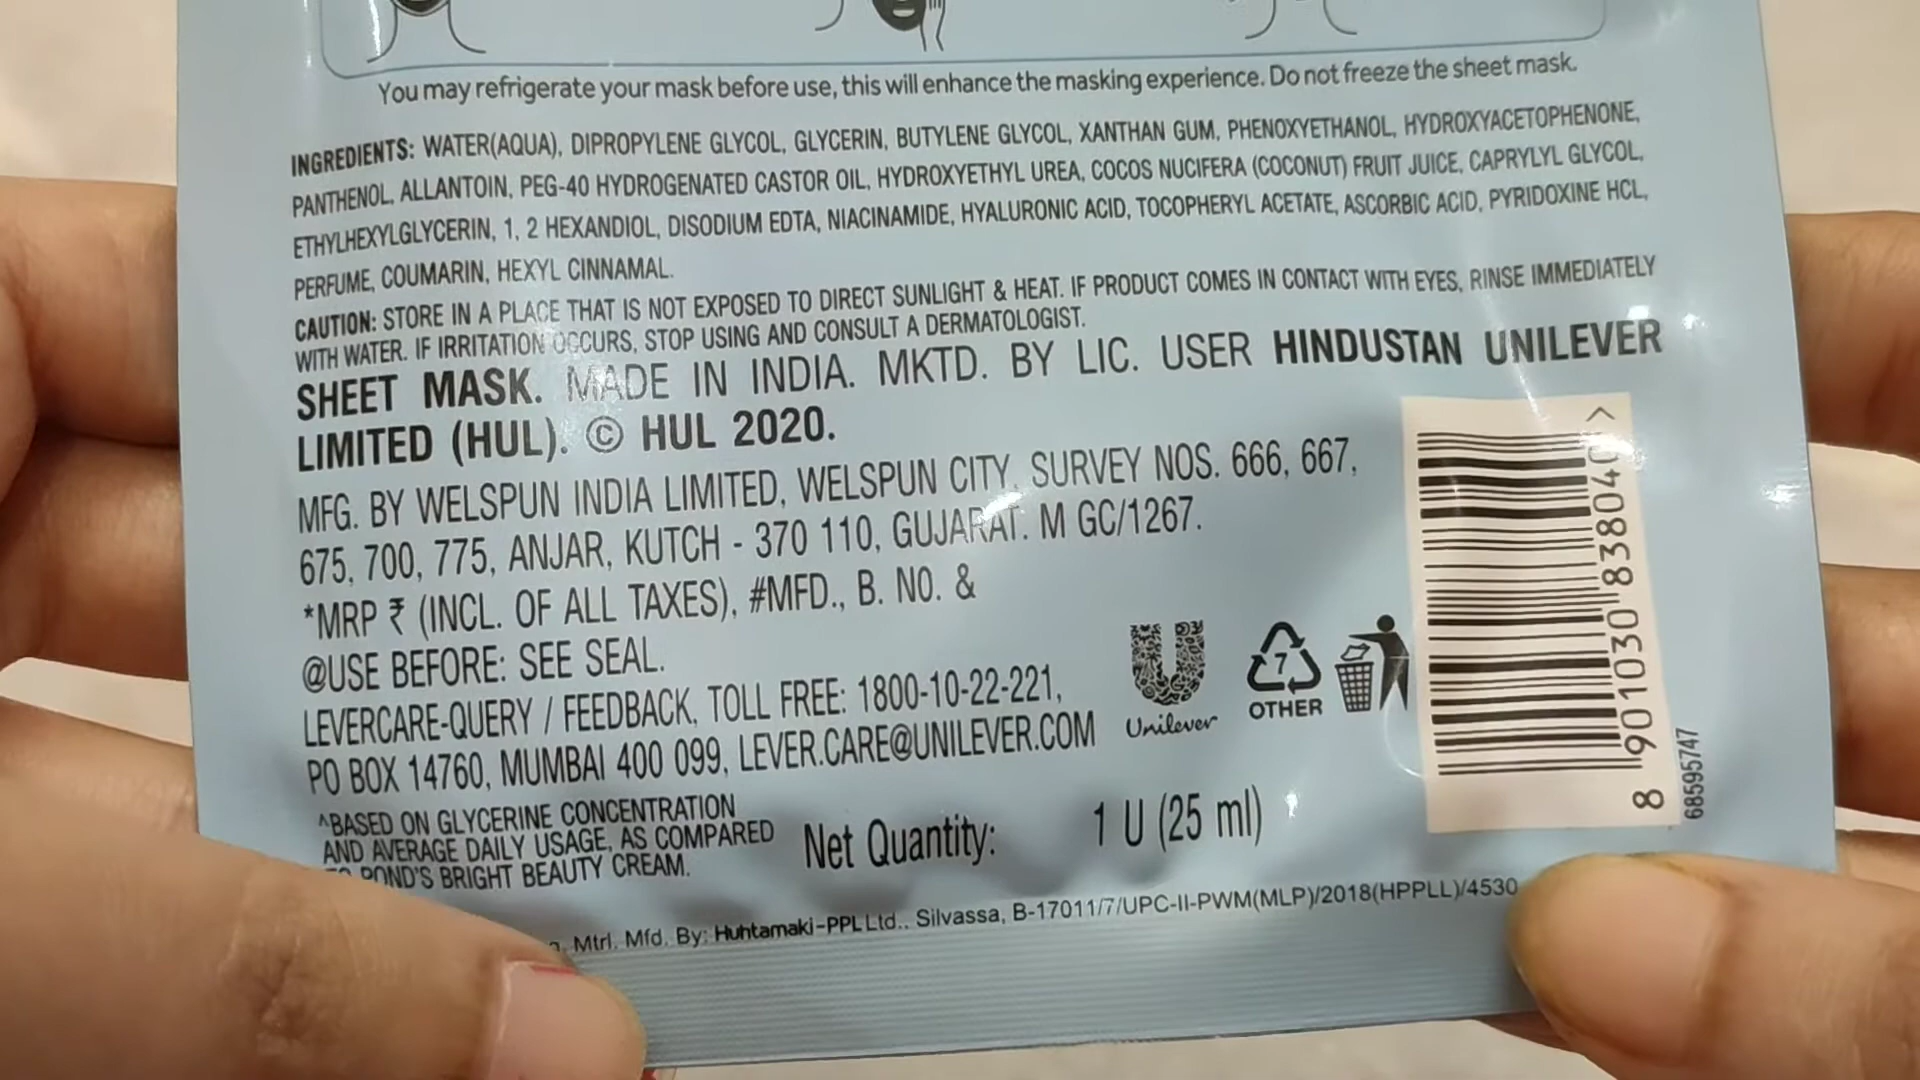 You may refrigerate your mask before use, this will enhance the masking experience. Do not freeze the sheet mask.
INGREDIENTS: WATER(AQUA), DIPROPYLENE GLYCOL, GLYCERIN, BUTYLENE GLYCOL, XANTHAN GUM, PHENOXYETHANOL, HYDROXYACETOPHENONE,
PANTHENOL, ALLANTOIN, PEG-40 HYDROGENATED CASTOR OIL, HYDROXYETHYL UREA, COCOS NUCIFERA (COCONUT) FRUIT JUICE, CAPRYLYL GLYCOL,
ETHYLHEXYLGLYCERIN, 1, 2 HEXANDIOL, DISODIUM EDTA, NIACINAMIDE, HYALURONIC ACID, TOCOPHERYL ACETATE, ASCORBIC ACID, PYRIDOXINE HCL,
PERFUME, COUMARIN, HEXYL CINNAMAL.
CAUTION: STORE IN A PLACE THAT IS NOT EXPOSED TO DIRECT SUNLIGHT & HEAT. IF PRODUCT COMES IN CONTACT WITH EYES, RINSE IMMEDIATELY
WITH WATER. IF IRRITATION OCCURS, STOP USING AND CONSULT A DERMATOLOGIST.
SHEET MASK. MADE IN INDIA. MKTD. BY LIC. USER HINDUSTAN UNILEVER
LIMITED (HUL). © HUL 2020.
MFG. BY WELSPUN INDIA LIMITED, WELSPUN CITY, SURVEY NOS. 666, 667,
675, 700, 775, ANJAR, KUTCH - 370 110, GUJARAT. M GC/1267.
*MRP ₹ (INCL. OF ALL TAXES), #MFD., B. NO. &
@USE BEFORE: SEE SEAL.
LEVERCARE-QUERY / FEEDBACK, TOLL FREE: 1800-10-22-221,
PO BOX 14760, MUMBAI 400 099, LEVER.CARE@UNILEVER.COM
Unilever
7
OTHER
8 901030 83804 >
68595747
^BASED ON GLYCERINE CONCENTRATION
AND AVERAGE DAILY USAGE, AS COMPARED
POND'S BRIGHT BEAUTY CREAM.
Net Quantity: 1 U (25 ml)
Mtrl. Mfd. By: Huhtamaki-PPL Ltd., Silvassa, B-17011/7/UPC-II-PWM(MLP)/2018(HPPLL)/4530